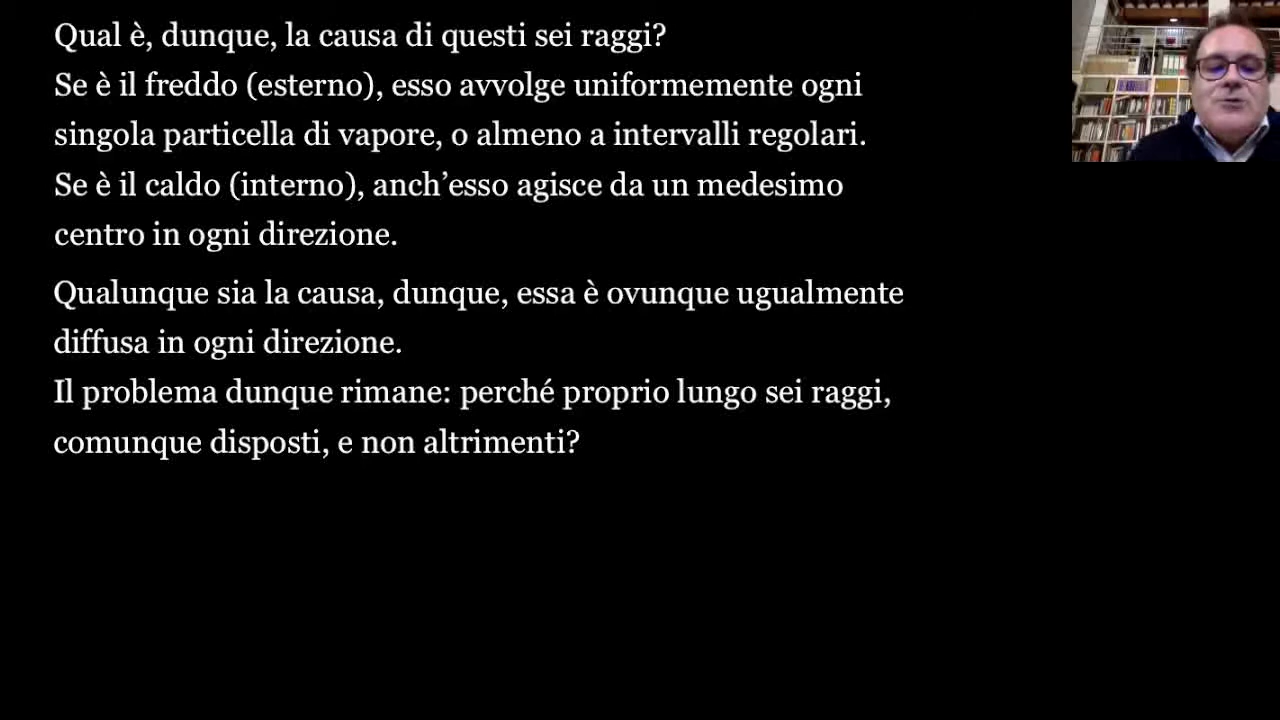 Qual è, dunque, la causa di questi sei raggi?
Se è il freddo (esterno), esso avvolge uniformemente ogni
singola particella di vapore, o almeno a intervalli regolari.
Se è il caldo (interno), anch’esso agisce da un medesimo
centro in ogni direzione.
Qualunque sia la causa, dunque, essa è ovunque ugualmente
diffusa in ogni direzione.
Il problema dunque rimane: perché proprio lungo sei raggi,
comunque disposti, e non altrimenti?